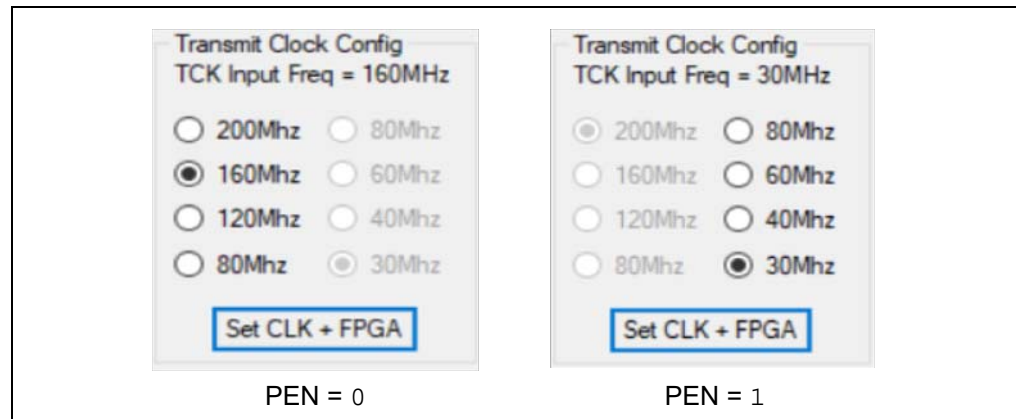 Transmit Clock Config
TCK Input Freq = 160MHz
200Mhz 80Mhz
160Mhz 60Mhz
120Mhz 40Mhz
80Mhz 30Mhz
Set CLK + FPGA
PEN = 0
Transmit Clock Config
TCK Input Freq = 30MHz
200Mhz 80Mhz
160Mhz 60Mhz
120Mhz 40Mhz
80Mhz 30Mhz
Set CLK + FPGA
PEN = 1